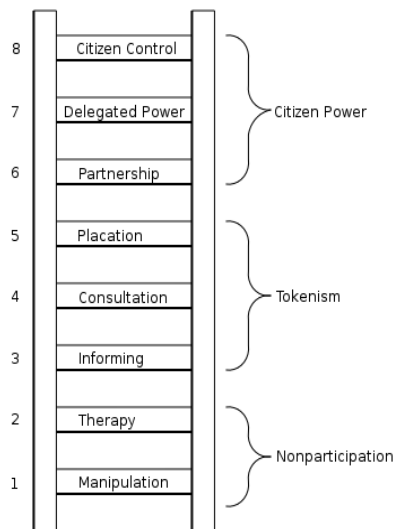 8 Citizen Control
7 Delegated Power Citizen Power
6 Partnership
5 Placation
4 Consultation Tokenism
3 Informing
2 Therapy
Nonparticipation
1 Manipulation